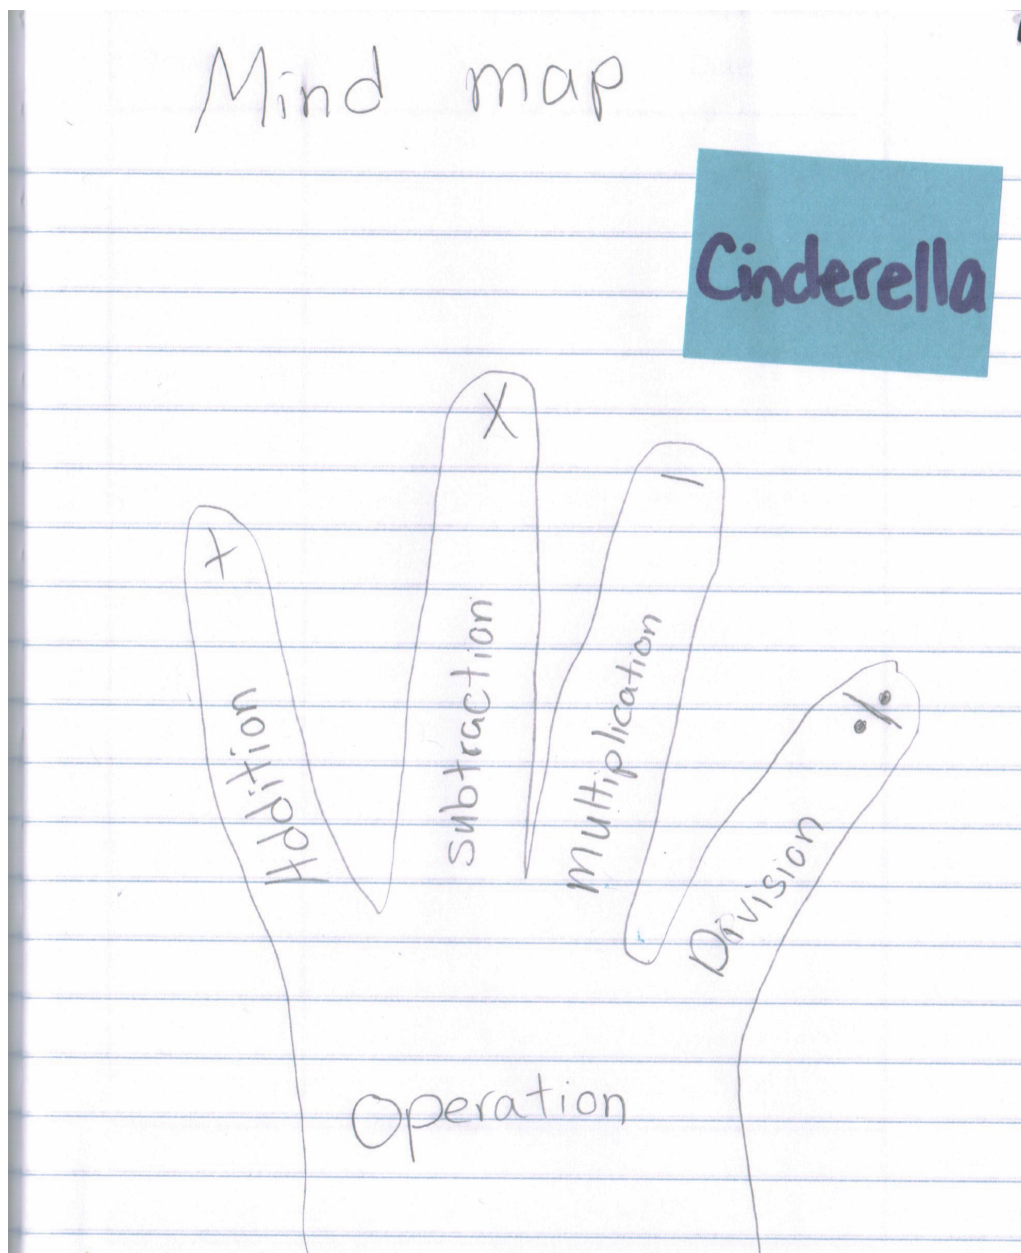 Mind map
Cinderella
+ Addition
X Subtraction
- Multiplication
÷ Division
Operation